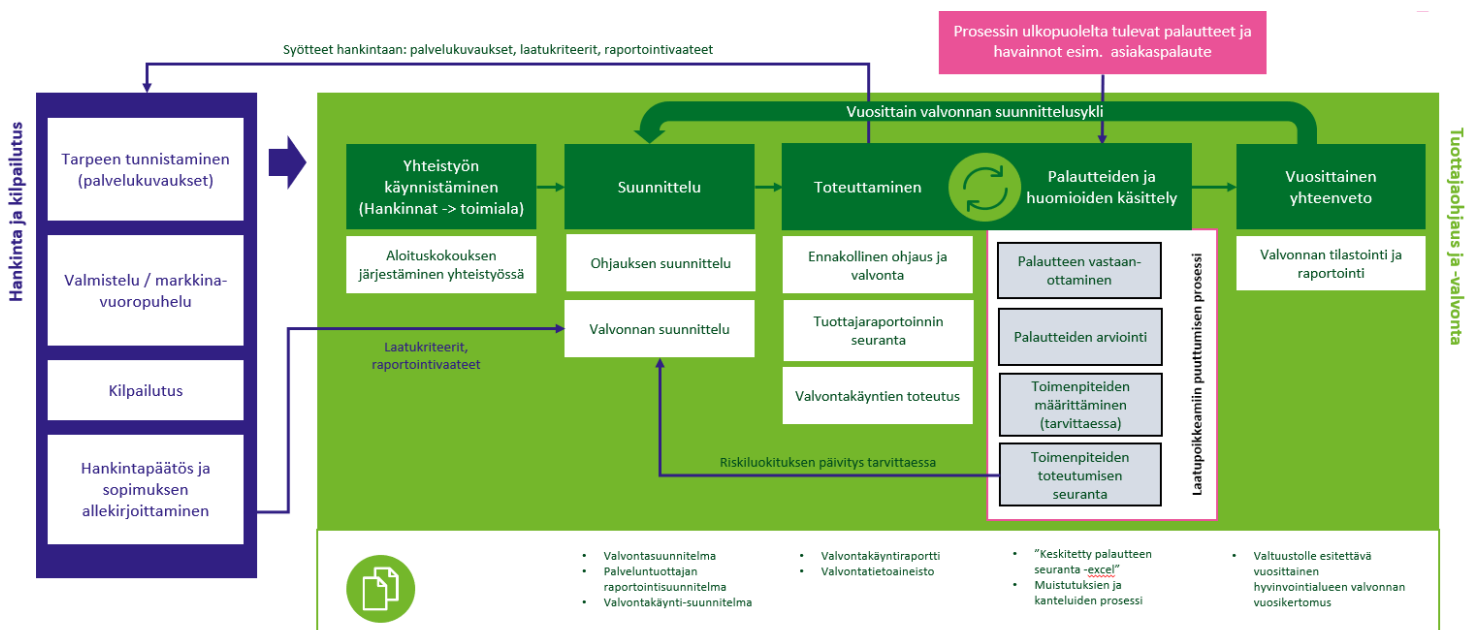 Syötteet hankintaan: palvelukuvaukset, laatukriteerit, raportointivaateet
Prosessin ulkopuolelta tulevat palautteet ja
havainnot esim. asiakaspalaute
Hankinta ja kilpailutus
Tarpeen tunnistaminen
(palvelukuvaukset)
Valmistelu / markkina-
vuoropuhelu
Kilpailutus
Hankintapäätös ja
sopimuksen
allekirjoittaminen
Laatukriteerit,
raportointivaateet
Vuosittain valvonnan suunnittelusykli
Yhteistyön
käynnistäminen
(Hankinnat -> toimiala)
Aloituskokouksen
järjestäminen yhteistyössä
Suunnittelu
Ohjauksen suunnittelu
Valvonnan suunnittelu
Toteuttaminen
Ennakollinen ohjaus ja
valvonta
Tuottajaraportoinnin
seuranta
Valvontakäyntien toteutus
Palautteiden ja
huomioiden käsittely
Palautteen vastaan-
ottaminen
Palautteiden arviointi
Toimenpiteiden
määrittäminen
(tarvittaessa)
Toimenpiteiden
toteutumisen
seuranta
Laatupoikkeamiin puuttumisen prosessi
Riskiluokituksen päivitys tarvittaessa
Vuosittainen
yhteenveto
Valvonnan tilastointi ja
raportointi
Tuottajaohjaus ja -valvonta
• Valvontasuunnitelma
• Palveluntuottajan
raportointisuunnitelma
• Valvontakäynti-suunnitelma
• Valvontakäyntiraportti
• Valvontatietoaineisto
• ”Keskitetty palautteen
seuranta -excel”
• Muistutuksien ja
kanteluiden prosessi
• Valtuustolle esitettävä
vuosittainen
hyvinvointialueen valvonnan
vuosikertomus